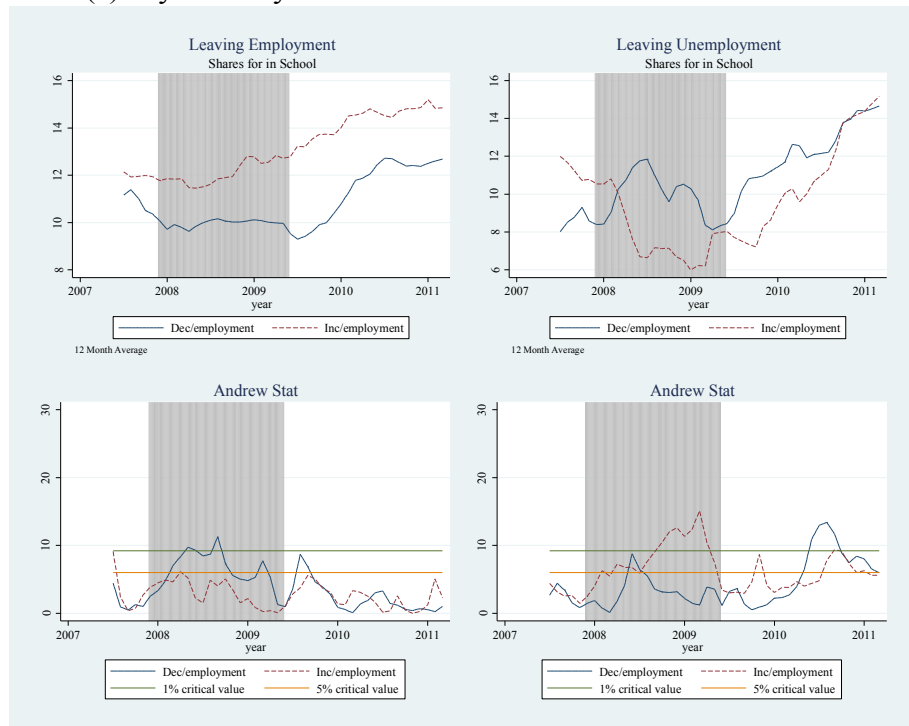 Leaving Employment
Shares for in School
16
14
12
10
8
2007 2008 2009 2010 2011
year
Dec/employment Inc/employment
12 Month Average
Leaving Unemployment
Shares for in School
16
14
12
10
8
6
2007 2008 2009 2010 2011
year
Dec/employment Inc/employment
12 Month Average
Andrew Stat
30
20
10
0
2007 2008 2009 2010 2011
year
Dec/employment Inc/employment
1% critical value 5% critical value
Andrew Stat
30
20
10
0
2007 2008 2009 2010 2011
year
Dec/employment Inc/employment
1% critical value 5% critical value